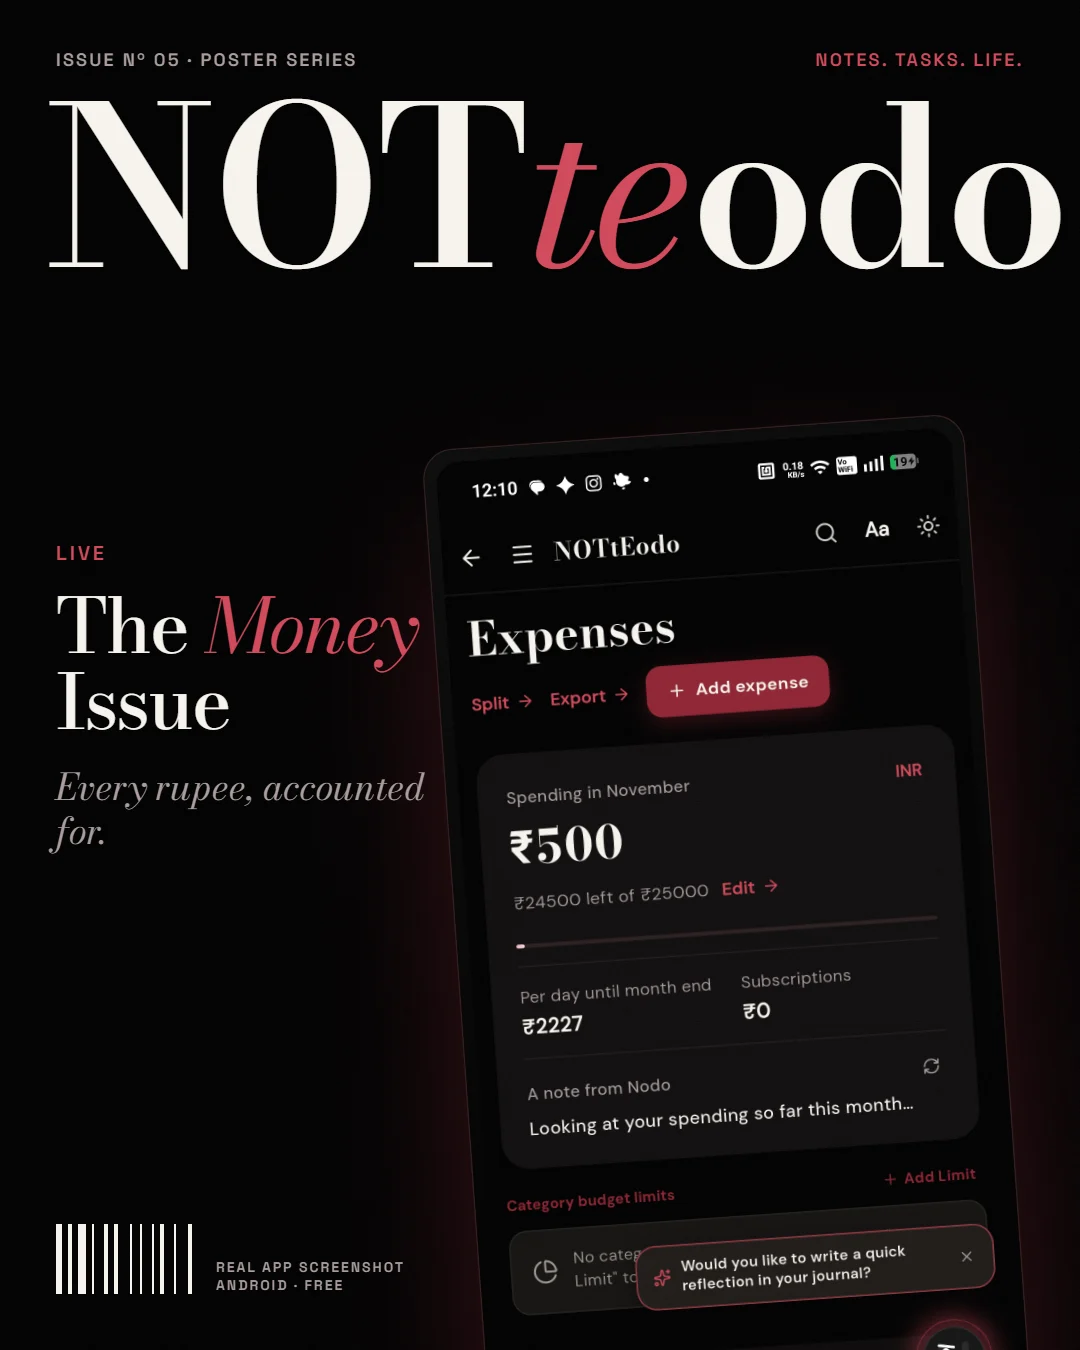 ISSUE Nº 05 · POSTER SERIES
NOTES. TASKS. LIFE.
NOTteodo
12:10
0.18
KB/s
Vo
WiFi
19
NOTtEodo
Aa
LIVE
The Money
Issue
Every rupee, accounted
for.
Expenses
Split → Export → + Add expense
Spending in November
INR
₹500
₹24500 left of ₹25000 Edit →
Per day until month end
₹2227
Subscriptions
₹0
A note from Nodo
Looking at your spending so far this month...
Category budget limits
+ Add Limit
No categ
Limit" to
Would you like to write a quick
reflection in your journal?
REAL APP SCREENSHOT
ANDROID · FREE